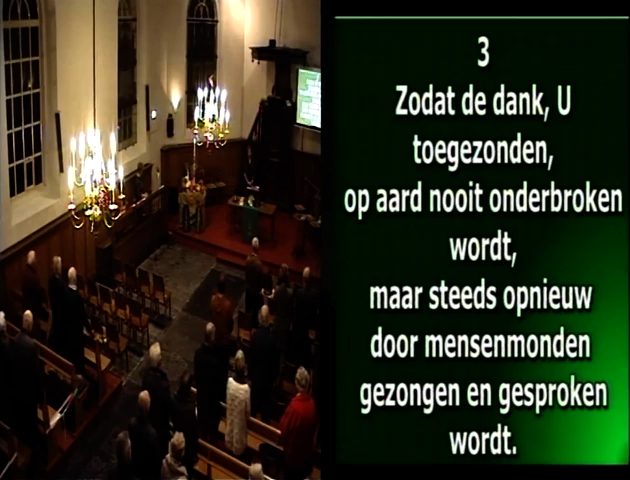 3
Zodat de dank, U
toegezonden,
op aard nooit onderbroken
wordt,
maar steeds opnieuw
door mensenmonden
gezongen en gesproken
wordt.